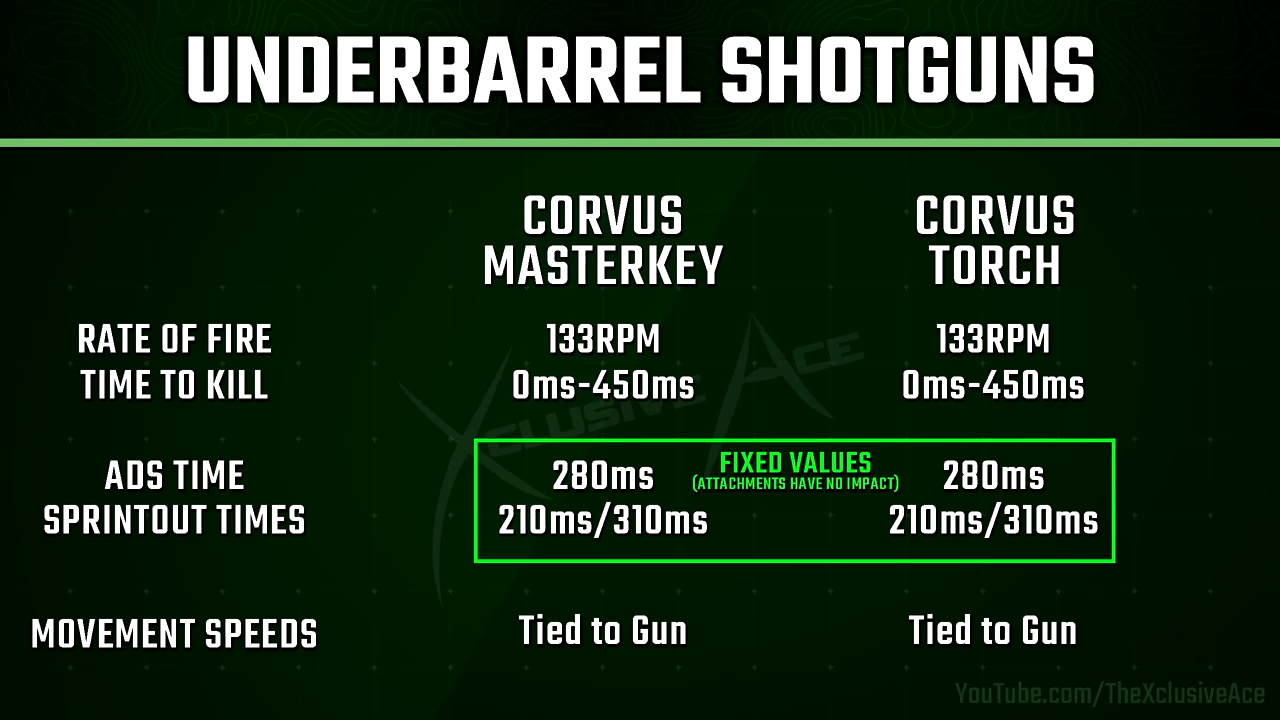 UNDERBARREL SHOTGUNS
CORVUS MASTERKEY
CORVUS TORCH
RATE OF FIRE 133RPM 133RPM
TIME TO KILL 0ms-450ms 0ms-450ms
FIXED VALUES
(ATTACHMENTS HAVE NO IMPACT)
ADS TIME 280ms 280ms
SPRINTOUT TIMES 210ms/310ms 210ms/310ms
MOVEMENT SPEEDS Tied to Gun Tied to Gun
XCLUSIVE ACE
YouTube.com/TheXclusiveAce